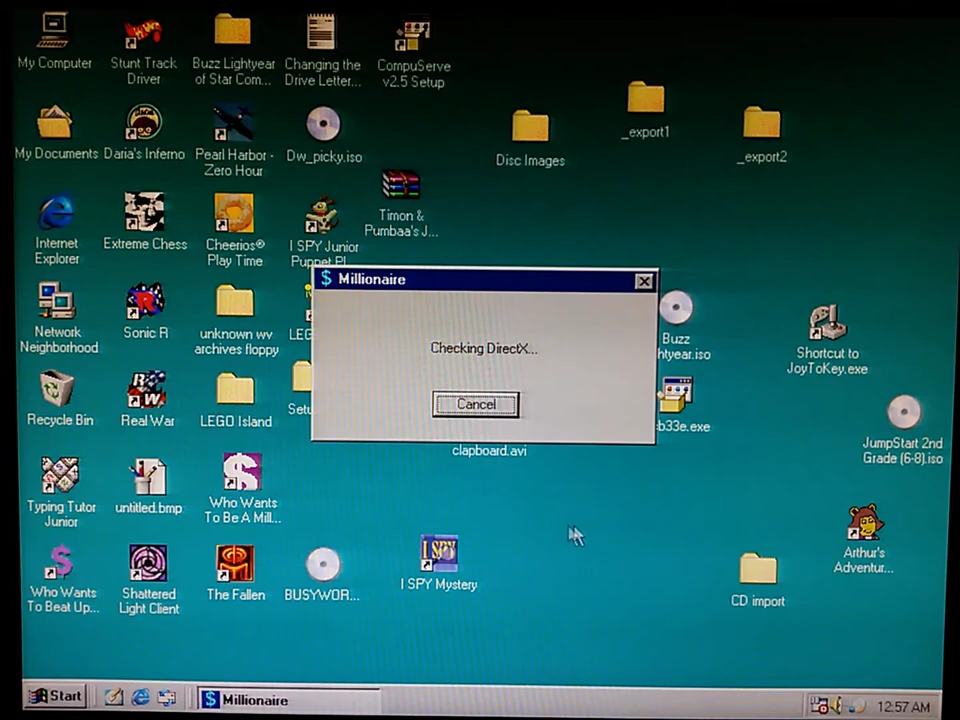 My Computer
Stunt Track
Driver
Buzz Lightyear
of Star Com...
Changing the
Drive Letter...
CompuServe
v2.5 Setup
My Documents
Daria's Inferno
Pearl Harbor -
Zero Hour
Dw_picky.iso
Disc Images
_export1
_export2
Internet
Explorer
Extreme Chess
Cheerios®
Play Time
I SPY Junior
Puppet Pl...
Timon &
Pumbaa's J...
Network
Neighborhood
Sonic R
unknown wv
archives floppy
LEG
Buzz
htyear.iso
Shortcut to
JoyToKey.exe
Millionaire
Checking DirectX...
Cancel
Recycle Bin
Real War
LEGO Island
Setu
b33e.exe
clapboard.avi
JumpStart 2nd
Grade (6-8).iso
Typing Tutor
Junior
untitled.bmp
Who Wants
To Be A Mill...
Who Wants
To Beat Up...
Shattered
Light Client
The Fallen
BUSYWOR...
I SPY
I SPY Mystery
CD import
Arthur's
Adventur...
Start
Millionaire
12:57 AM